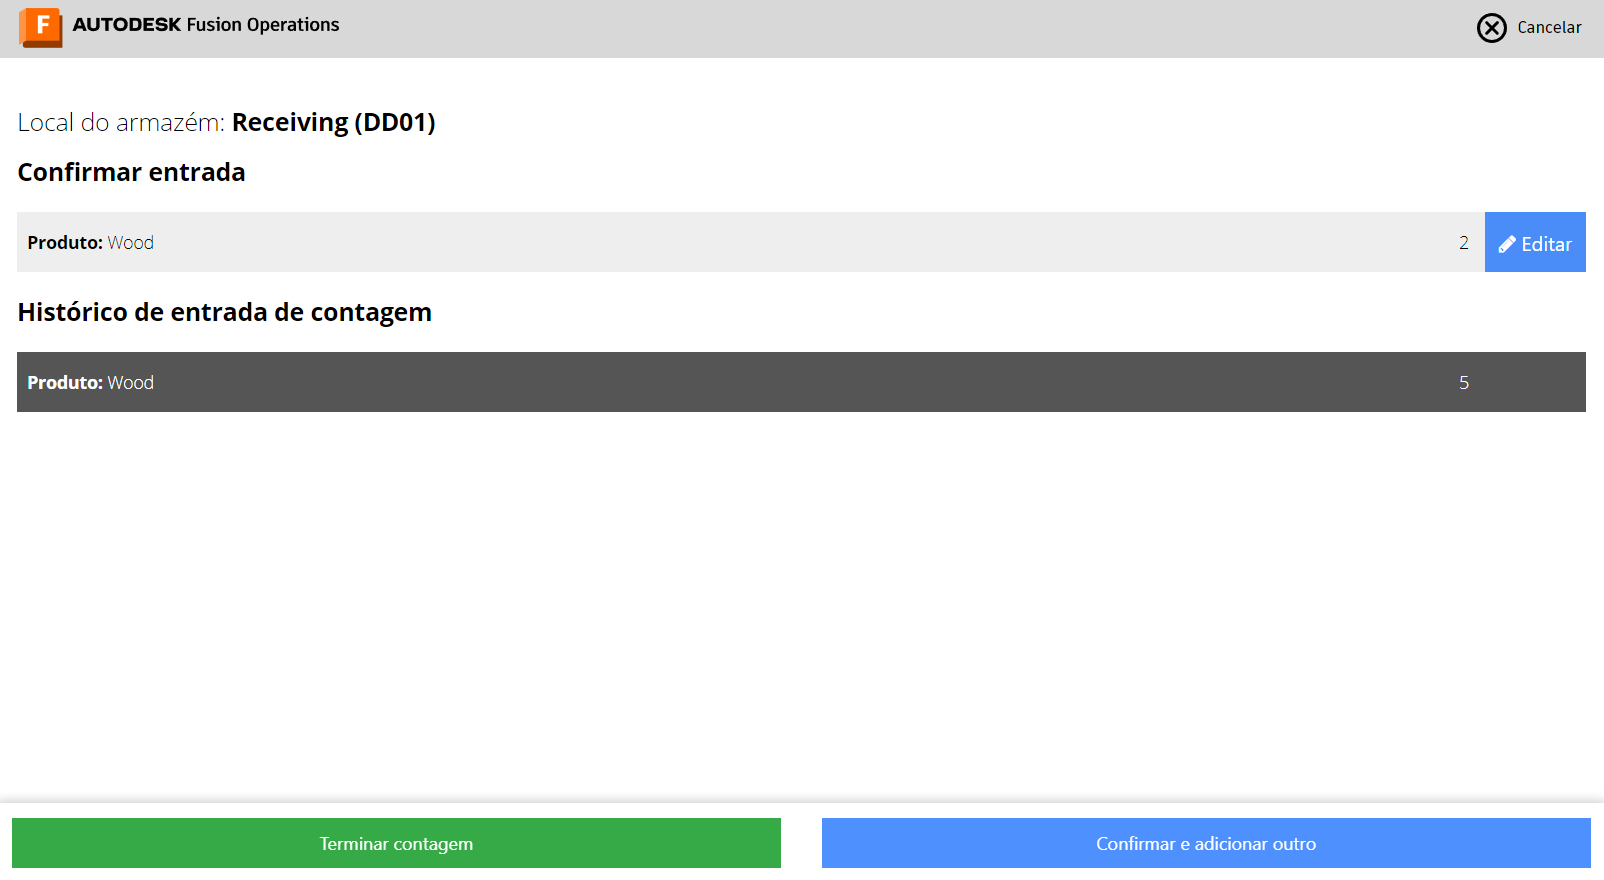 F AUTODESK Fusion Operations
Cancelar
Local do armazém: Receiving (DD01)
Confirmar entrada
Produto: Wood 2 Editar
Histórico de entrada de contagem
Produto: Wood 5
Terminar contagem
Confirmar e adicionar outro